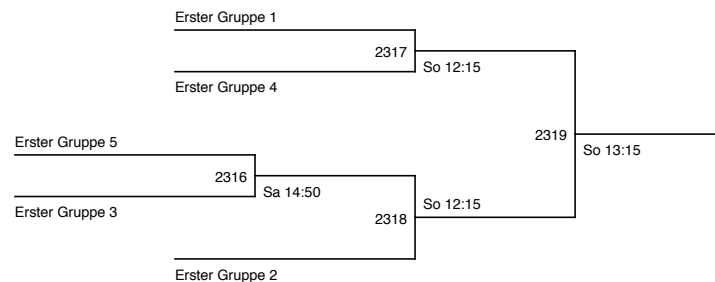 Erster Gruppe 1
2317
So 12:15
Erster Gruppe 4
2319
So 13:15
Erster Gruppe 5
2316
Sa 14:50
Erster Gruppe 3
So 12:15
2318
Erster Gruppe 2